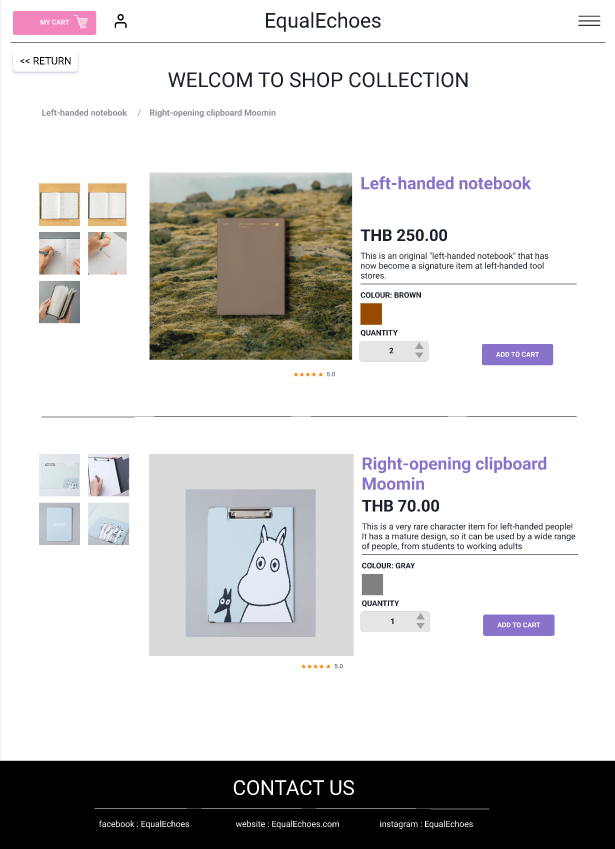 MY CART
EqualEchoes
<< RETURN
WELCOM TO SHOP COLLECTION
Left-handed notebook / Right-opening clipboard Moomin
Left-handed notebook
THB 250.00
This is an original "left-handed notebook" that has
now become a signature item at left-handed tool
stores.
COLOUR: BROWN
QUANTITY
2
ADD TO CART
★★★★★ 5.0
Right-opening clipboard
Moomin
THB 70.00
This is a very rare character item for left-handed people!
It has a mature design, so it can be used by a wide range
of people, from students to working adults
COLOUR: GRAY
QUANTITY
1
ADD TO CART
★★★★★ 5.0
CONTACT US
facebook : EqualEchoes
website : EqualEchoes.com
instagram : EqualEchoes